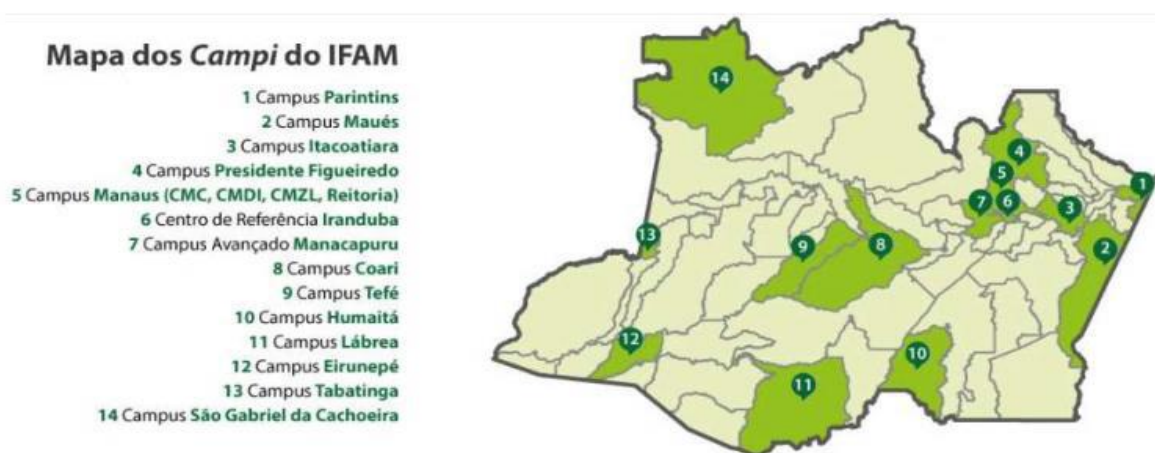 Mapa dos Campi do IFAM
1 Campus Parintins
2 Campus Maués
3 Campus Itacoatiara
4 Campus Presidente Figueiredo
5 Campus Manaus (CMC, CMDI, CMZL, Reitoria)
6 Centro de Referência Iranduba
7 Campus Avançado Manacapuru
8 Campus Coari
9 Campus Tefé
10 Campus Humaitá
11 Campus Lábrea
12 Campus Eirunepé
13 Campus Tabatinga
14 Campus São Gabriel da Cachoeira
14
4
5
1
7
6
3
13
9
8
2
12
10
11